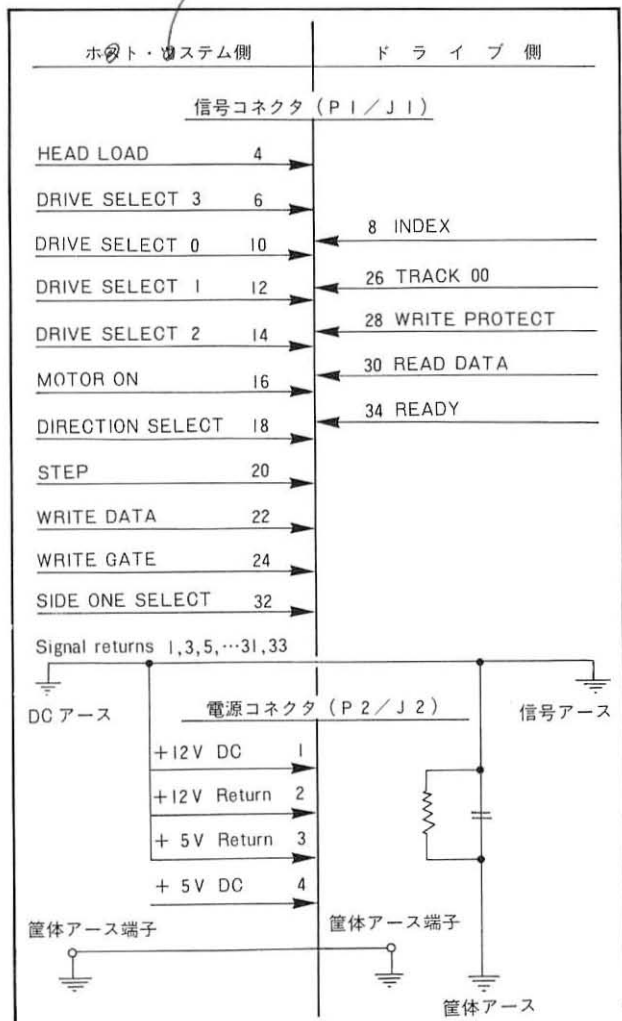 ホスト・システム側
ド ラ イ ブ 側
信号コネクタ(P1/J1)
HEAD LOAD 4
DRIVE SELECT 3 6
8 INDEX
DRIVE SELECT 0 10
26 TRACK 00
DRIVE SELECT 1 12
28 WRITE PROTECT
DRIVE SELECT 2 14
30 READ DATA
MOTOR ON 16
34 READY
DIRECTION SELECT 18
STEP 20
WRITE DATA 22
WRITE GATE 24
SIDE ONE SELECT 32
Signal returns 1,3,5,…31,33
DCアース
電源コネクタ(P2/J2)
信号アース
+12V DC 1
+12V Return 2
+ 5V Return 3
+ 5V DC 4
筐体アース端子
筐体アース端子
筐体アース